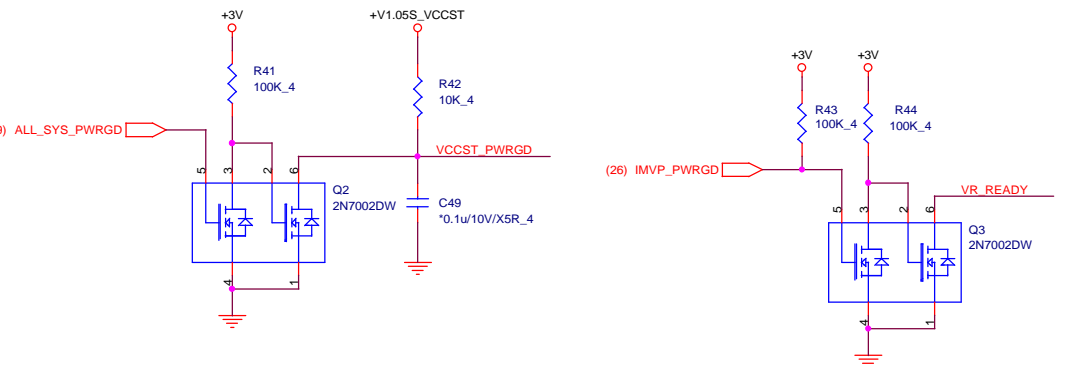 +3V
+V1.05S_VCCST
R41
100K_4
R42
10K_4
9) ALL_SYS_PWRGD
VCCST_PWRGD
5
3
2
6
Q2
2N7002DW
C49
*0.1u/10V/X5R_4
4
1
+3V
+3V
R43
100K_4
R44
100K_4
(26) IMVP_PWRGD
VR_READY
5
3
2
6
Q3
2N7002DW
4
1